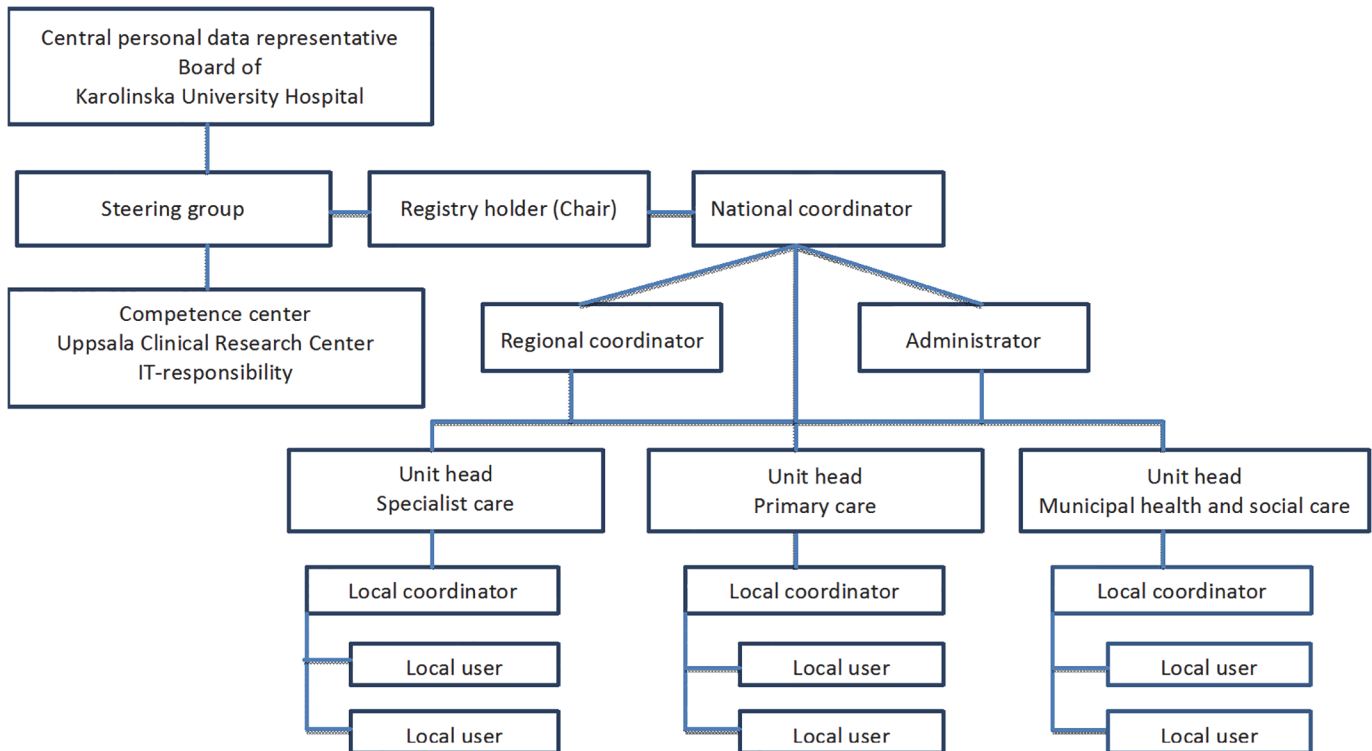 Central personal data representative
Board of
Karolinska University Hospital
Steering group
Registry holder (Chair)
National coordinator
Competence center
Uppsala Clinical Research Center
IT-responsibility
Regional coordinator
Administrator
Unit head
Specialist care
Unit head
Primary care
Unit head
Municipal health and social care
Local coordinator
Local user
Local user
Local coordinator
Local user
Local user
Local coordinator
Local user
Local user